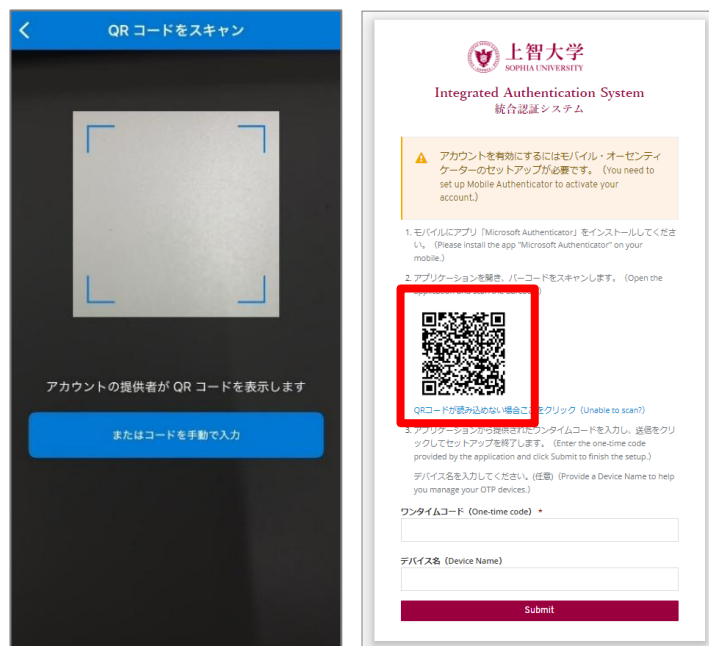 QR コードをスキャン
アカウントの提供者が QR コードを表示します
またはコードを手動で入力
上智大学
SOPHIA UNIVERSITY
Integrated Authentication System
統合認証システム
アカウントを有効にするにはモバイル・オーセンティ
ケーターのセットアップが必要です。（You need to
set up Mobile Authenticator to activate your
account.）
1. モバイルにアプリ「Microsoft Authenticator」をインストールしてくださ
い。（Please install the app "Microsoft Authenticator" on your
mobile.）
2. アプリケーションを開き、バーコードをスキャンします。（Open the
QRコードが読み込めない場合ここをクリック（Unable to scan?）
3. アプリケーションから提供されたワンタイムコードを入力し、送信をクリ
ックしてセットアップを終了します。（Enter the one-time code
provided by the application and click Submit to finish the setup.）
デバイス名を入力してください。(任意)（Provide a Device Name to help
you manage your OTP devices.）
ワンタイムコード（One-time code） *
デバイス名（Device Name）
Submit